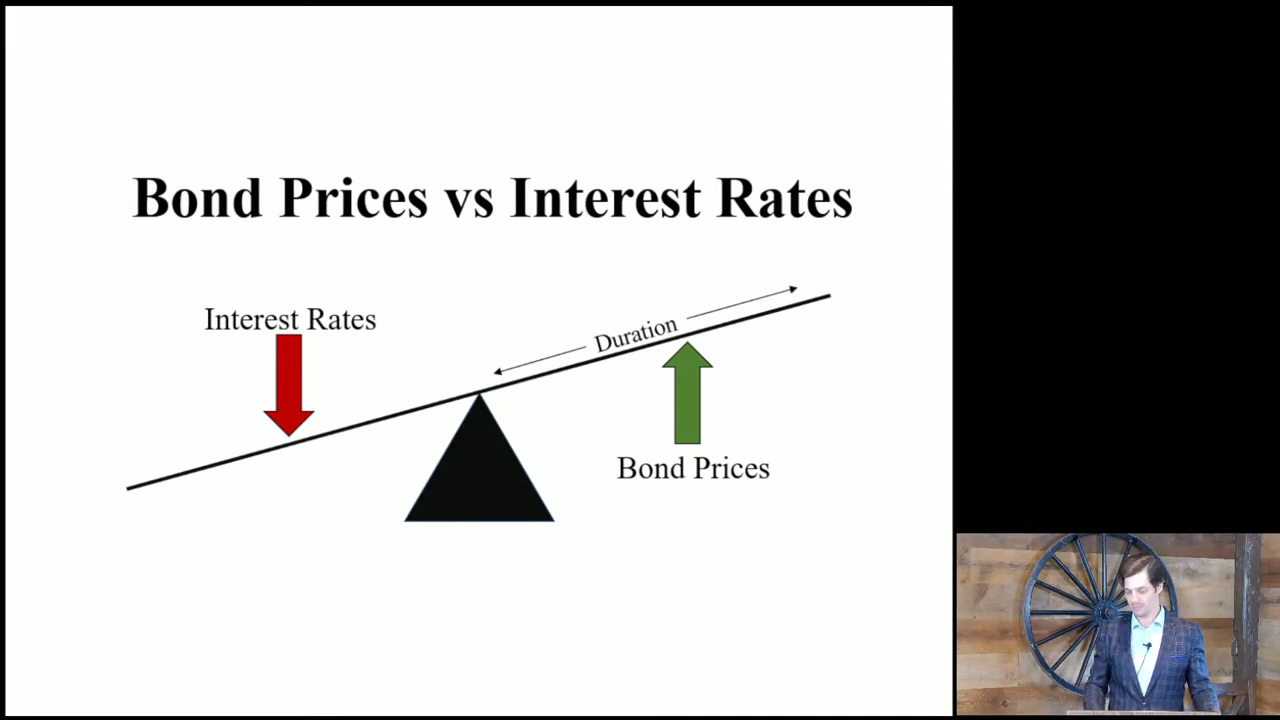 Bond Prices vs Interest Rates
Interest Rates
Duration
Bond Prices